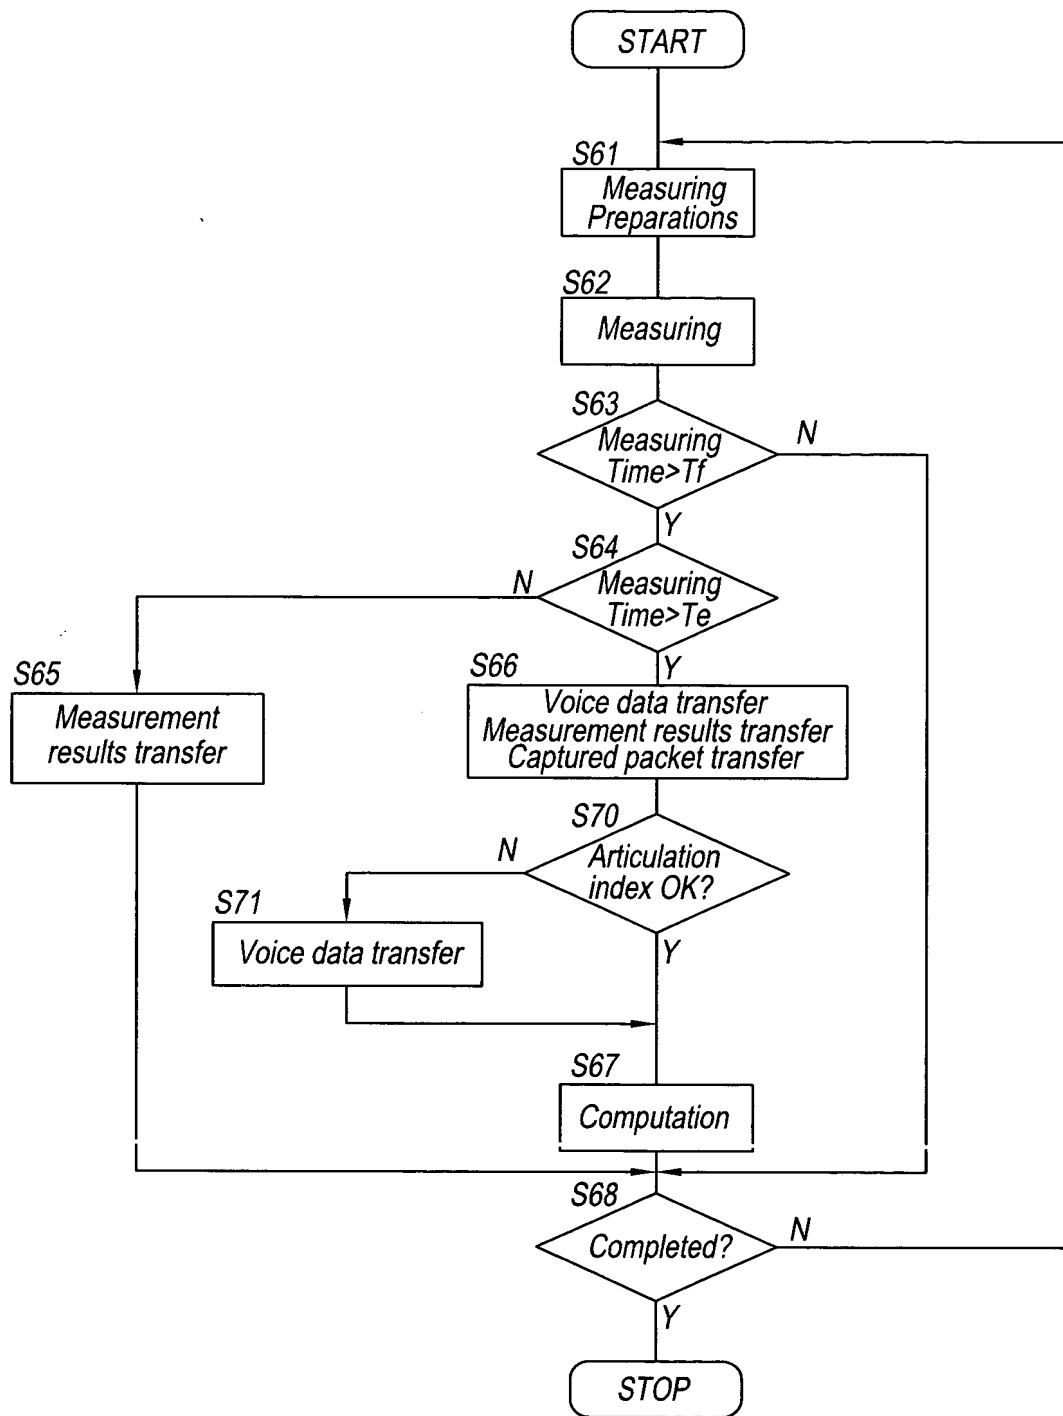 START
S61
Measuring
Preparations
S62
Measuring
S63
Measuring
Time>Tf
N
Y
S64
Measuring
Time>Te
N
Y
S65
Measurement
results transfer
S66
Voice data transfer
Measurement results transfer
Captured packet transfer
S70
Articulation
index OK?
N
Y
S71
Voice data transfer
S67
Computation
S68
Completed?
N
Y
STOP